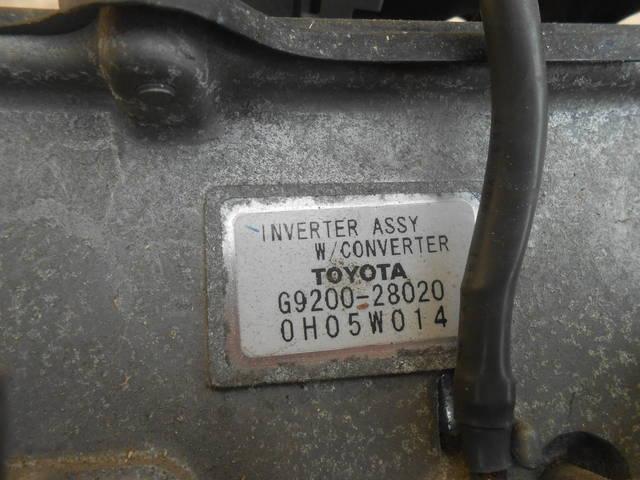 INVERTER ASSY
W/CONVERTER
TOYOTA
G9200-28020
0H05W014